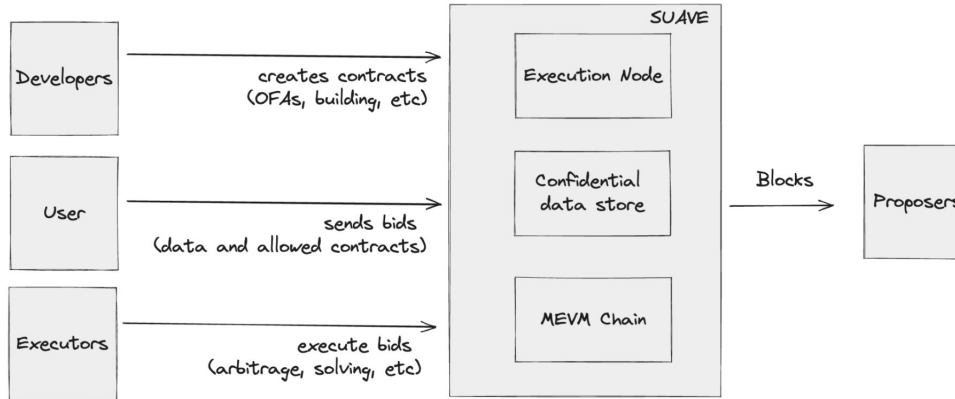 SUAVE
Developers
creates contracts
(OFAs, building, etc)
Execution Node
User
sends bids
(data and allowed contracts)
Confidential
data store
Blocks
Proposers
Executors
execute bids
(arbitrage, solving, etc)
MEVM Chain